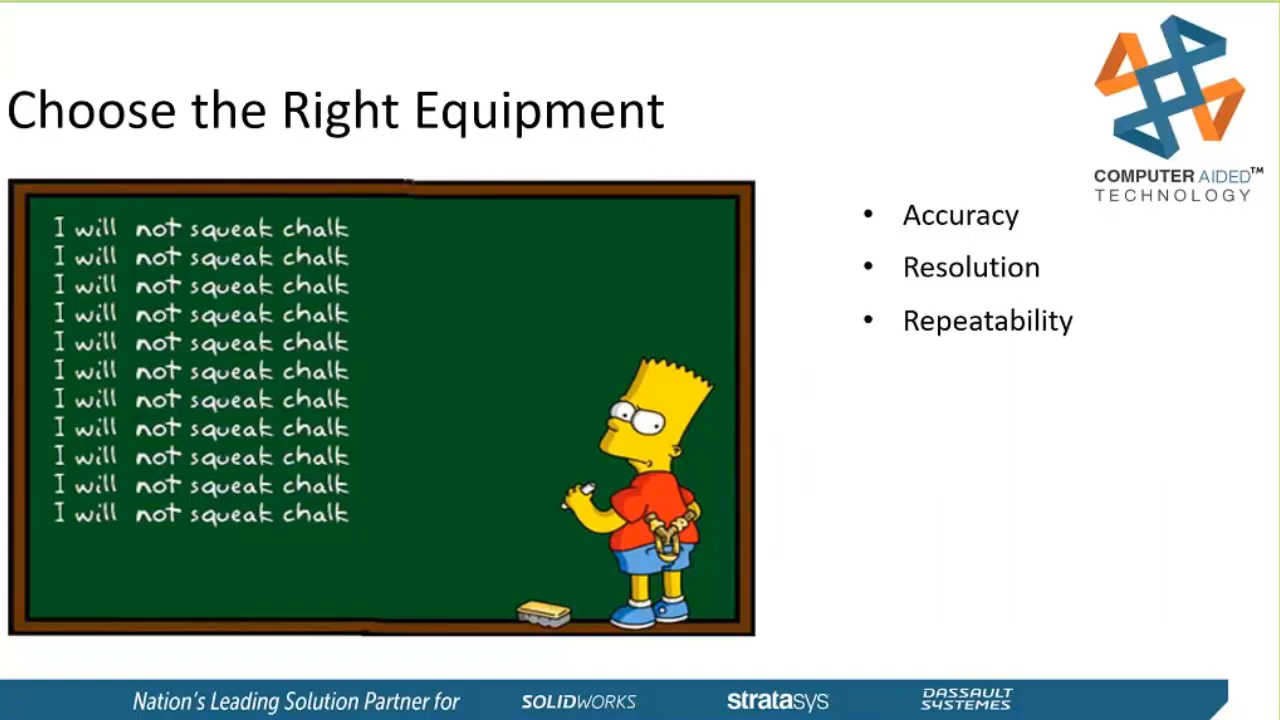 Choose the Right Equipment
COMPUTER AIDED™
TECHNOLOGY
I will not squeak chalk
I will not squeak chalk
I will not squeak chalk
I will not squeak chalk
I will not squeak chalk
I will not squeak chalk
I will not squeak chalk
I will not squeak chalk
I will not squeak chalk
I will not squeak chalk
I will not squeak chalk
• Accuracy
• Resolution
• Repeatability
Nation's Leading Solution Partner for SOLIDWORKS stratasys DASSAULT SYSTEMES